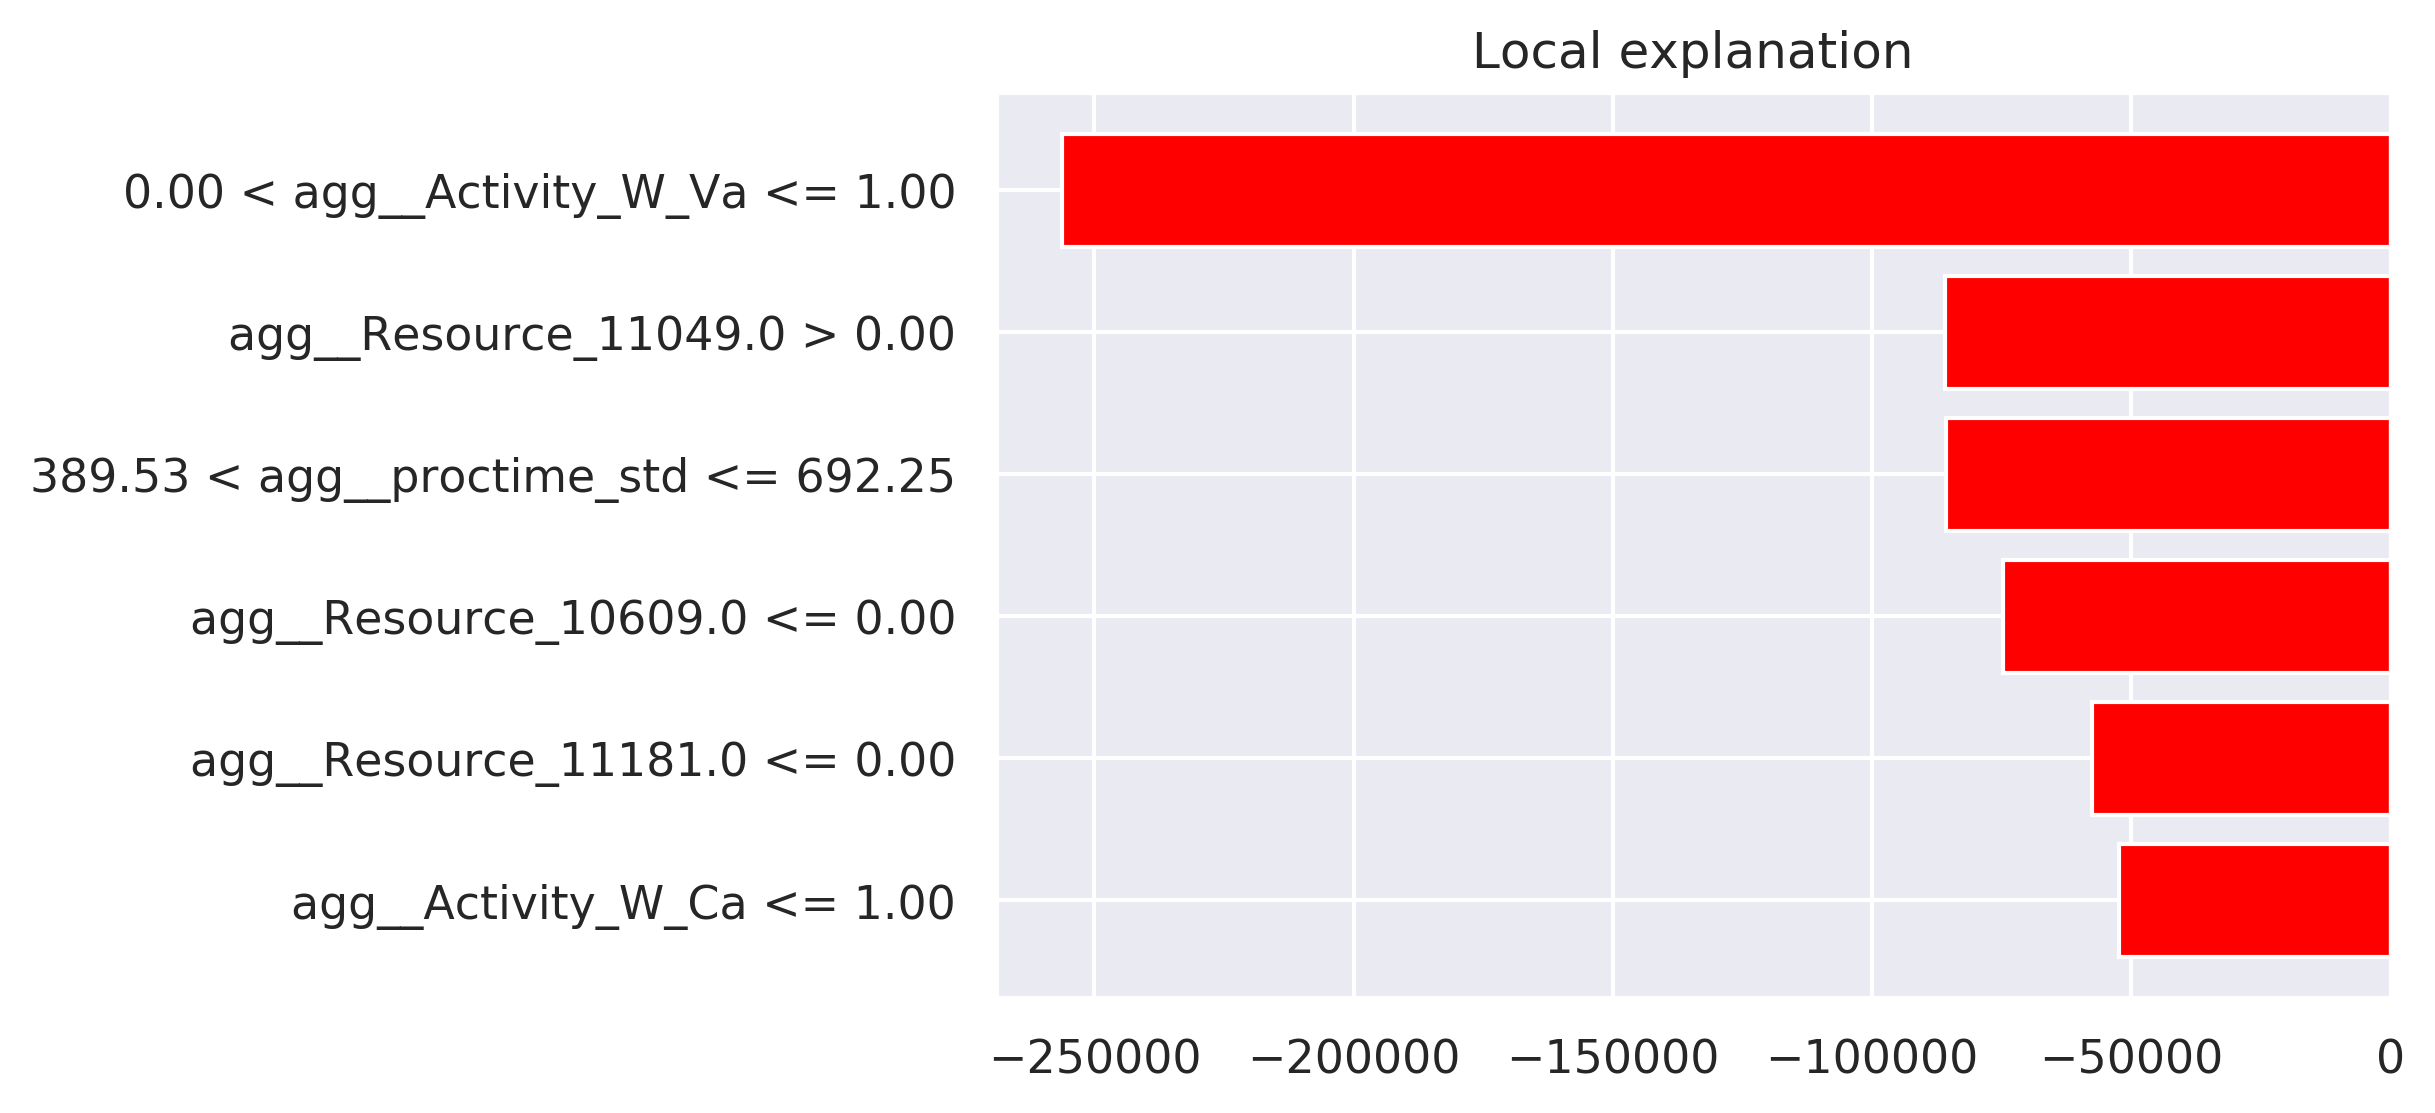 Local explanation
0.00 < agg__Activity_W_Va <= 1.00
agg__Resource_11049.0 > 0.00
389.53 < agg__proctime_std <= 692.25
agg__Resource_10609.0 <= 0.00
agg__Resource_11181.0 <= 0.00
agg__Activity_W_Ca <= 1.00
−250000 −200000 −150000 −100000 −50000 0